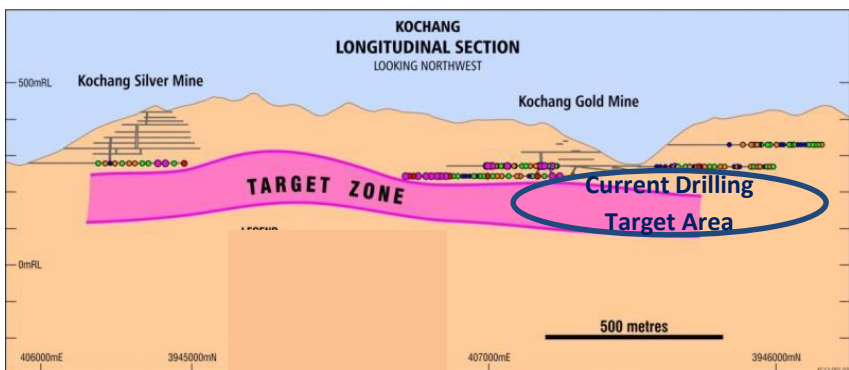 KOCHANG
LONGITUDINAL SECTION
LOOKING NORTHWEST
500mRL
Kochang Silver Mine
Kochang Gold Mine
TARGET ZONE
Current Drilling
Target Area
LEGEND
0mRL
500 metres
406000mE
3945000mN
407000mE
3946000mN